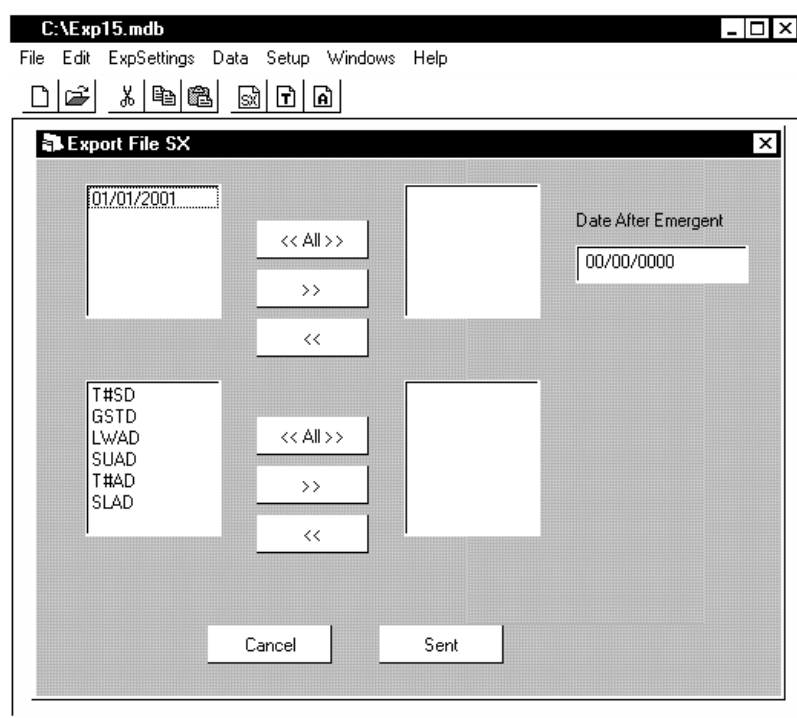 C:\Exp15.mdb
File Edit ExpSettings Data Setup Windows Help
SX T A
Export File SX
01/01/2001
<< All >>
>>
<<
Date After Emergent
00/00/0000
T#SD
GSTD
LWAD
SUAD
T#AD
SLAD
<< All >>
>>
<<
Cancel Sent